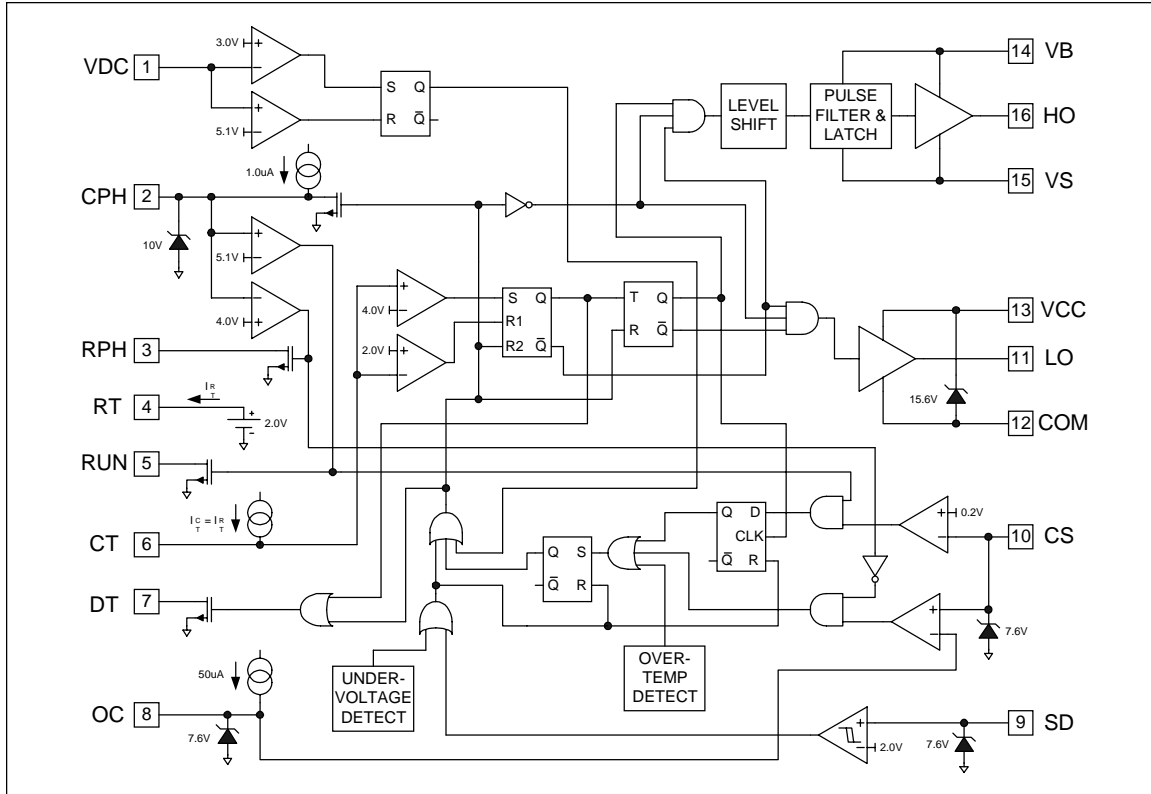 VDC 1
3.0V
+
−
+
5.1V −
S Q
R Q̅
1.0uA
CPH 2
10V
+
5.1V −
−
4.0V +
RPH 3
RT 4
I R T
+
−
2.0V
RUN 5
I C T = I R T
CT 6
DT 7
50uA
OC 8
7.6V
+
4.0V −
2.0V +
−
S Q
R1
R2 Q̅
T Q
R Q̅
LEVEL
SHIFT
PULSE
FILTER &
LATCH
14 VB
16 HO
15 VS
13 VCC
11 LO
15.6V
12 COM
Q D
CLK
Q̅ R
Q S
Q̅ R
+ 0.2V
−
10 CS
+
−
7.6V
UNDER-
VOLTAGE
DETECT
OVER-
TEMP
DETECT
+
− 2.0V
7.6V
9 SD